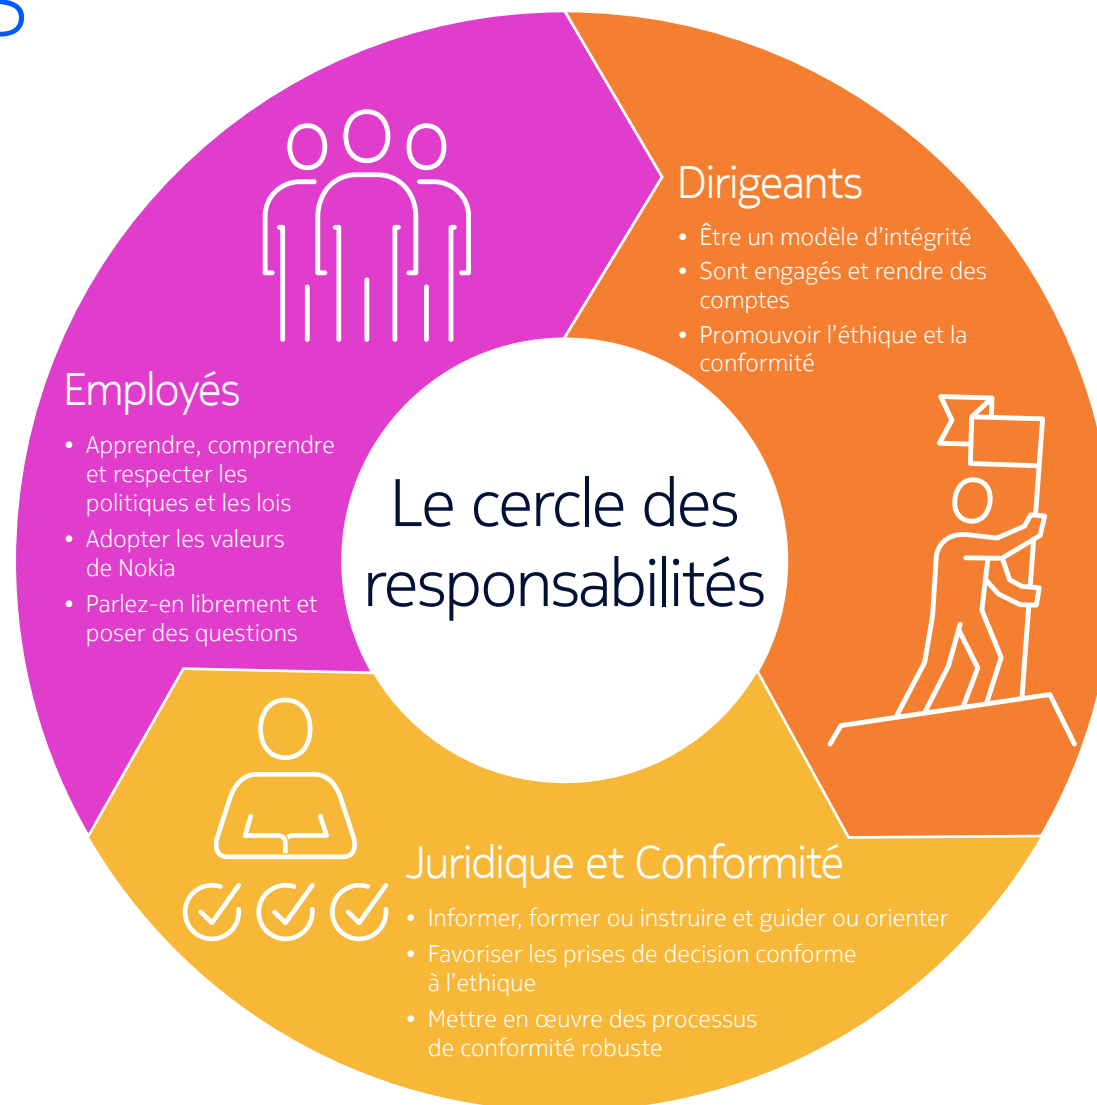 Dirigeants
• Être un modèle d’intégrité
• Sont engagés et rendre des
comptes
• Promouvoir l’éthique et la
conformité
Employés
• Apprendre, comprendre
et respecter les
politiques et les lois
• Adopter les valeurs
de Nokia
• Parlez-en librement et
poser des questions
Le cercle des
responsabilités
Juridique et Conformité
• Informer, former ou instruire et guider ou orienter
• Favoriser les prises de decision conforme
à l’ethique
• Mettre en œuvre des processus
de conformité robuste